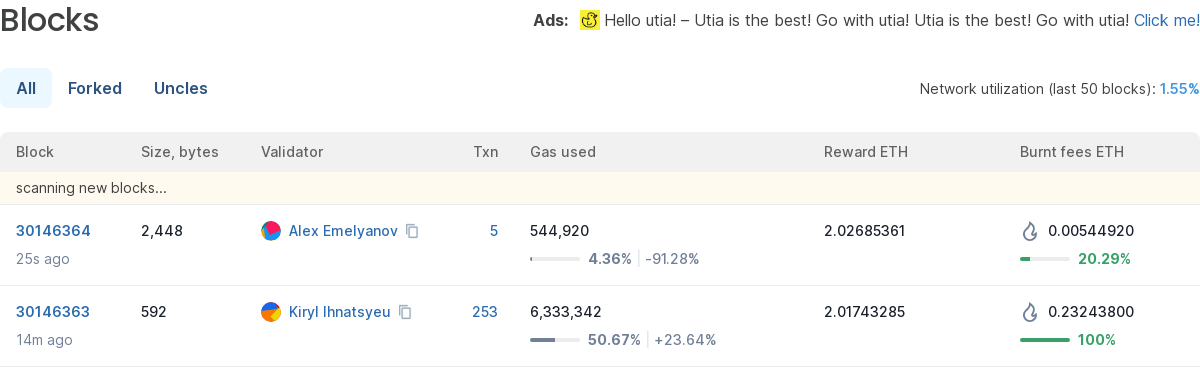 Blocks
Ads: Hello utia! – Utia is the best! Go with utia! Utia is the best! Go with utia! Click me!
All Forked Uncles
Network utilization (last 50 blocks): 1.55%
Block Size, bytes Validator Txn Gas used Reward ETH Burnt fees ETH
scanning new blocks...
30146364 2,448 Alex Emelyanov 5 544,920 2.02685361 0.00544920
25s ago 4.36% -91.28% 20.29%
30146363 592 Kiryl Ihnatsyeu 253 6,333,342 2.01743285 0.23243800
14m ago 50.67% +23.64% 100%